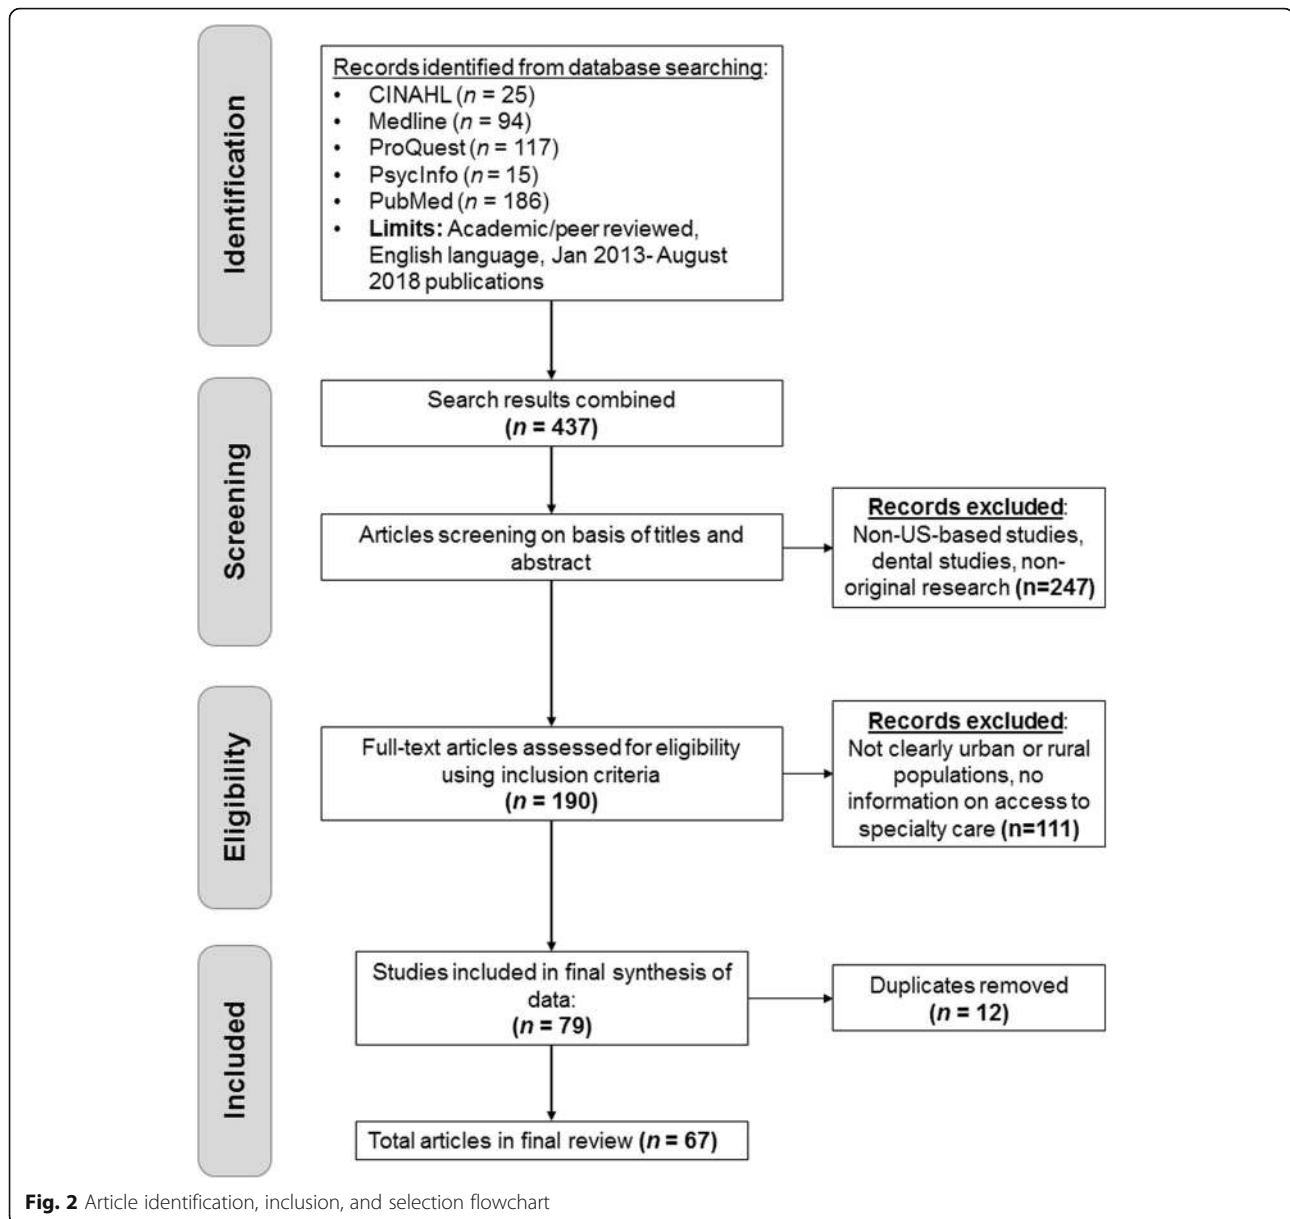 Identification
Records identified from database searching:
• CINAHL (n = 25)
• Medline (n = 94)
• ProQuest (n = 117)
• PsycInfo (n = 15)
• PubMed (n = 186)
• Limits: Academic/peer reviewed,
English language, Jan 2013- August
2018 publications
Screening
Search results combined
(n = 437)
Articles screening on basis of titles and
abstract
Records excluded:
Non-US-based studies,
dental studies, non-
original research (n=247)
Eligibility
Full-text articles assessed for eligibility
using inclusion criteria
(n = 190)
Records excluded:
Not clearly urban or rural
populations, no
information on access to
specialty care (n=111)
Included
Studies included in final synthesis of
data:
(n = 79)
Duplicates removed
(n = 12)
Total articles in final review (n = 67)
Fig. 2 Article identification, inclusion, and selection flowchart